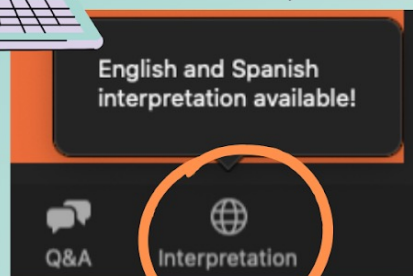 English and Spanish
interpretation available!
Q&A
Interpretation